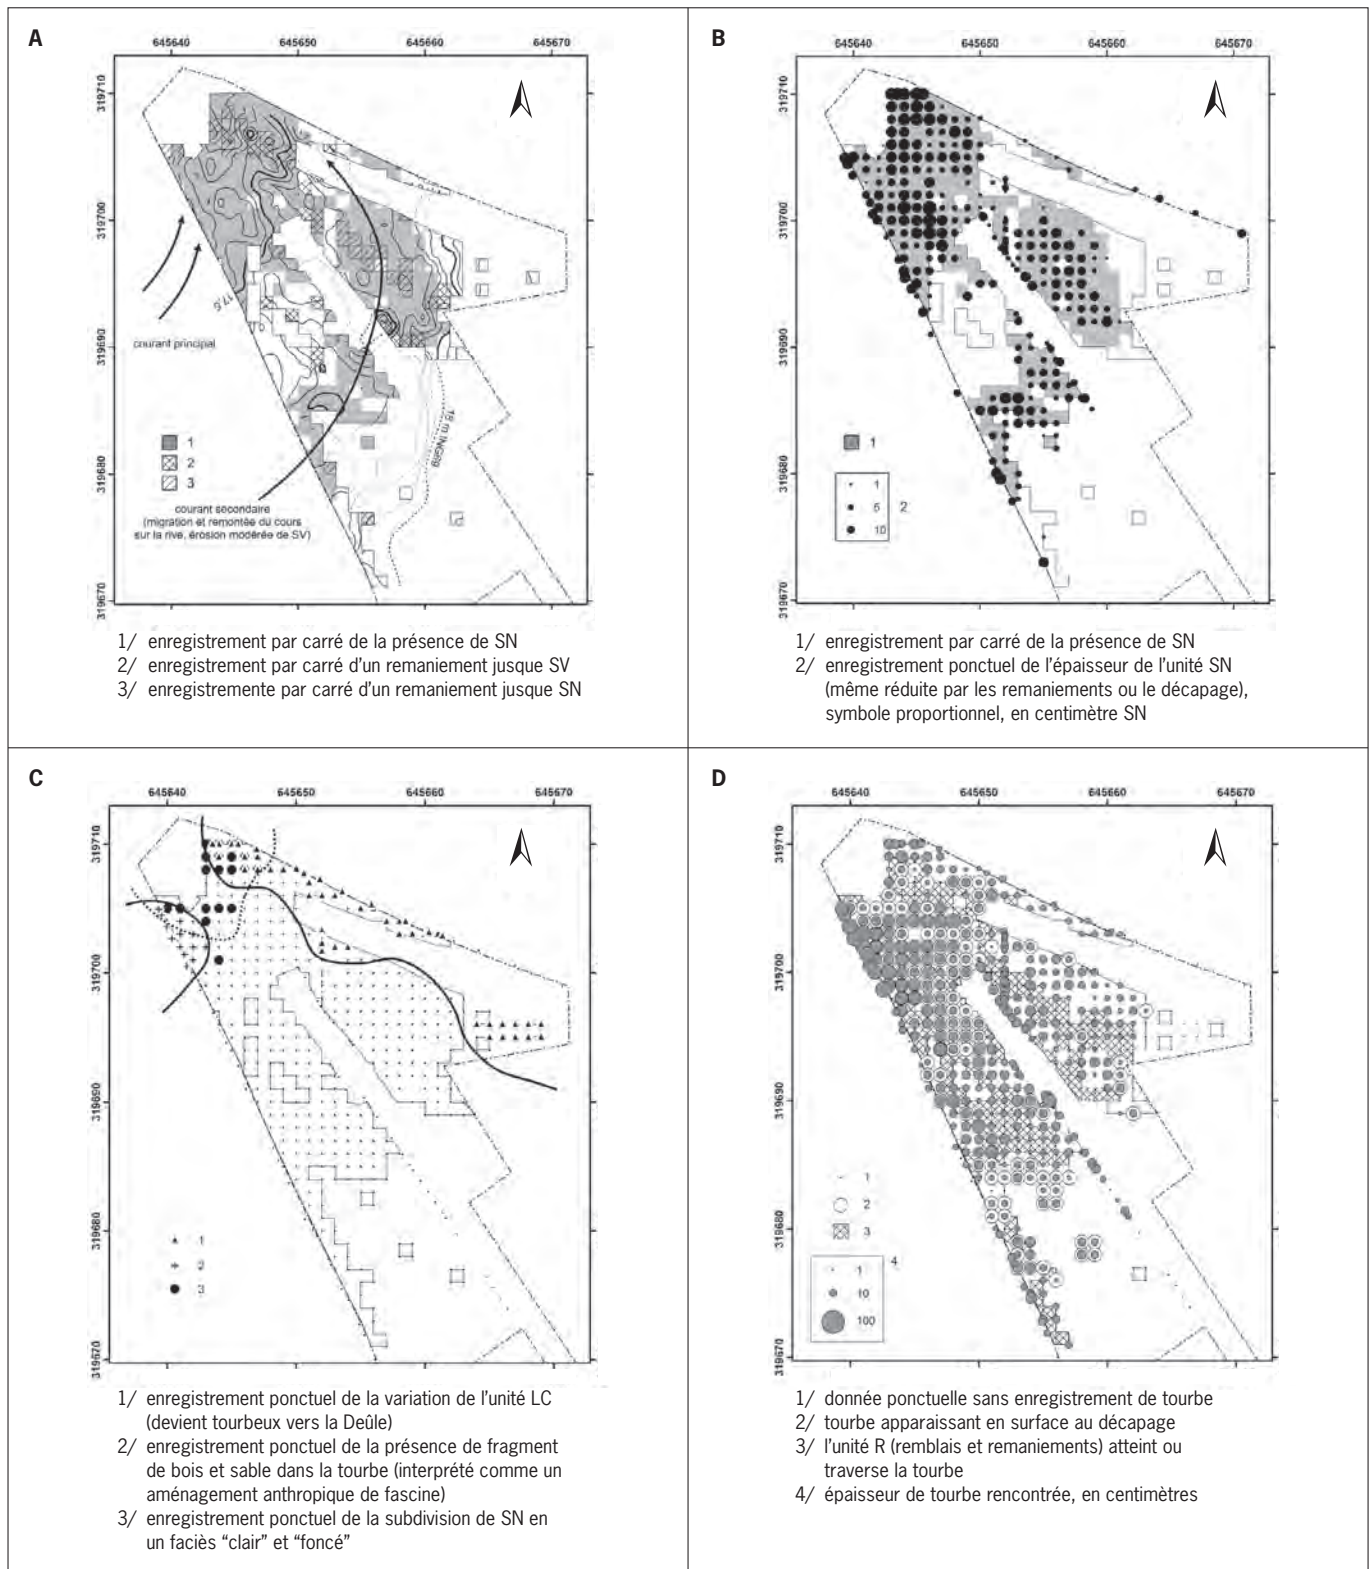 A
645640 645650 645660 645670
319710
319700
319690
319680
319670
17,5
courant principal
18 m INGf69
1
2
3
courant secondaire
(migration et remontée du cours
sur la rive, érosion modérée de SV)
1/ enregistrement par carré de la présence de SN
2/ enregistrement par carré d'un remaniement jusque SV
3/ enregistremente par carré d'un remaniement jusque SN
B
645640 645650 645660 645670
319710
319700
319690
319680
319670
1
1
5 2
10
1/ enregistrement par carré de la présence de SN
2/ enregistrement ponctuel de l'épaisseur de l'unité SN
(même réduite par les remaniements ou le décapage),
symbole proportionnel, en centimètre SN
C
645640 645650 645660 645670
319710
319700
319690
319680
319670
1
2
3
1/ enregistrement ponctuel de la variation de l'unité LC
(devient tourbeux vers la Deûle)
2/ enregistrement ponctuel de la présence de fragment
de bois et sable dans la tourbe (interprété comme un
aménagement anthropique de fascine)
3/ enregistrement ponctuel de la subdivision de SN en
un faciès "clair" et "foncé"
D
645640 645650 645660 645670
319710
319700
319690
319680
319670
1
2
3
4
1
10
100
1/ donnée ponctuelle sans enregistrement de tourbe
2/ tourbe apparaissant en surface au décapage
3/ l'unité R (remblais et remaniements) atteint ou
traverse la tourbe
4/ épaisseur de tourbe rencontrée, en centimètres